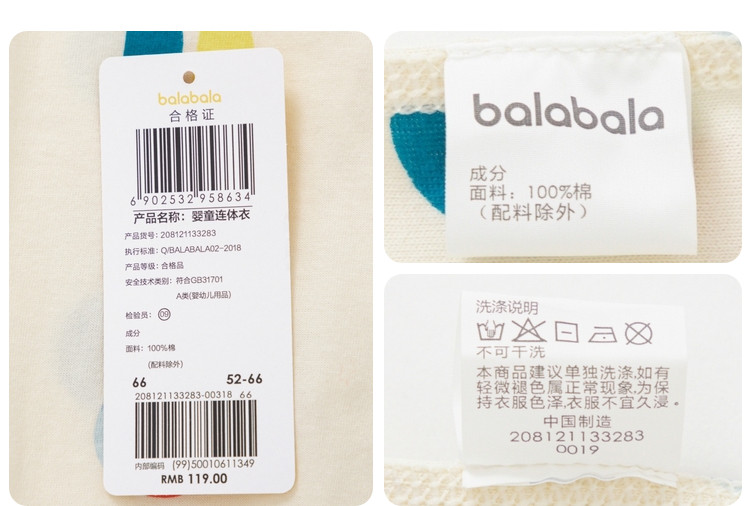 balabala
合格证
6 902532 958634
产品名称：婴童连体衣
产品货号：208121133283
执行标准：Q/BALABALA02-2018
产品等级：合格品
安全技术类别：符合GB31701
A类(婴幼儿用品)
检验员：09
成分
面料：100%棉
(配料除外)
66 52-66
208121133283-00318 66
内部编码 (99)50010611349
RMB 119.00
balabala
成分
面料：100%棉
（配料除外）
洗涤说明
不可干洗
本商品建议单独洗涤,如有
轻微褪色属正常现象,为保
持衣服色泽,衣服不宜久浸。
中国制造
208121133283
0019